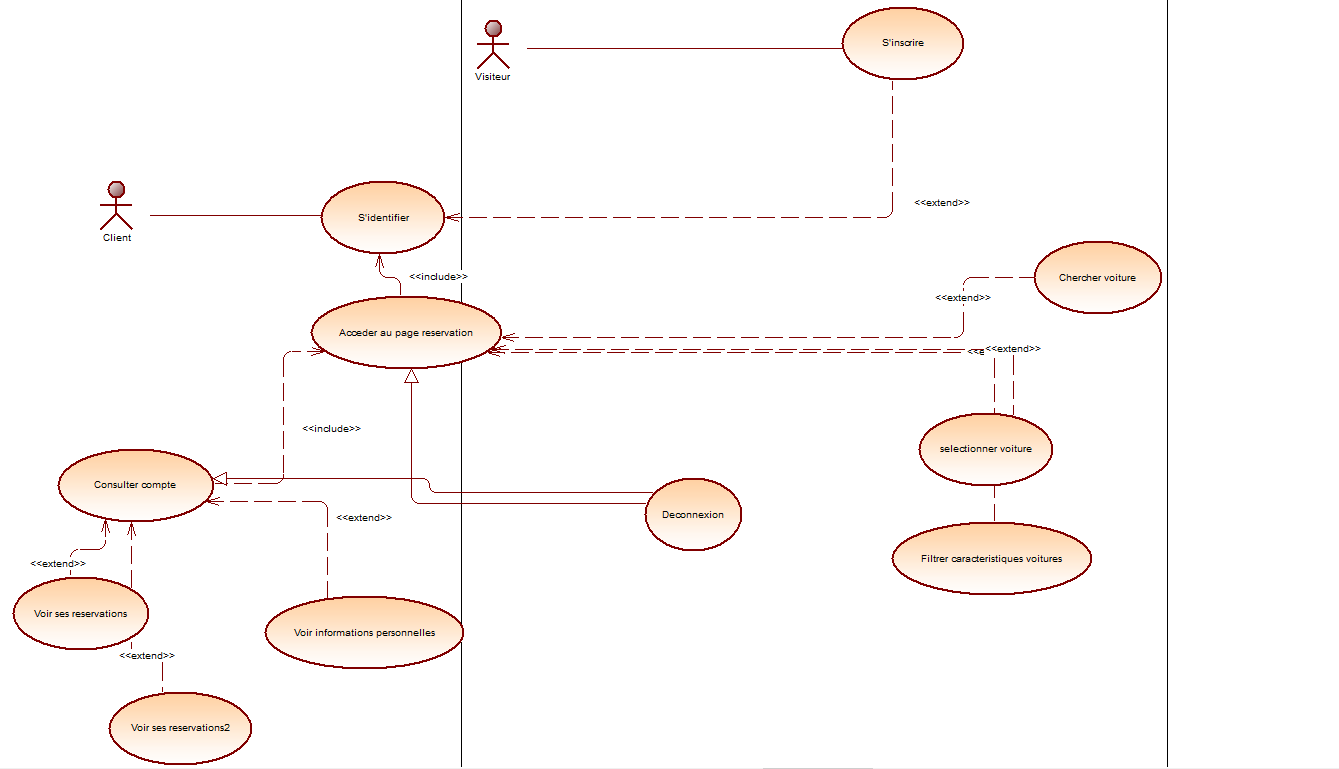 S'inscrire
Visiteur
<<extend>>
S'identifier
Client
<<include>>
Chercher voiture
<<extend>>
Acceder au page reservation
<<extend>>
<<include>>
selectionner voiture
Consulter compte
Deconnexion
<<extend>>
Filtrer caracteristiques voitures
<<extend>>
Voir ses reservations
Voir informations personnelles
<<extend>>
Voir ses reservations2